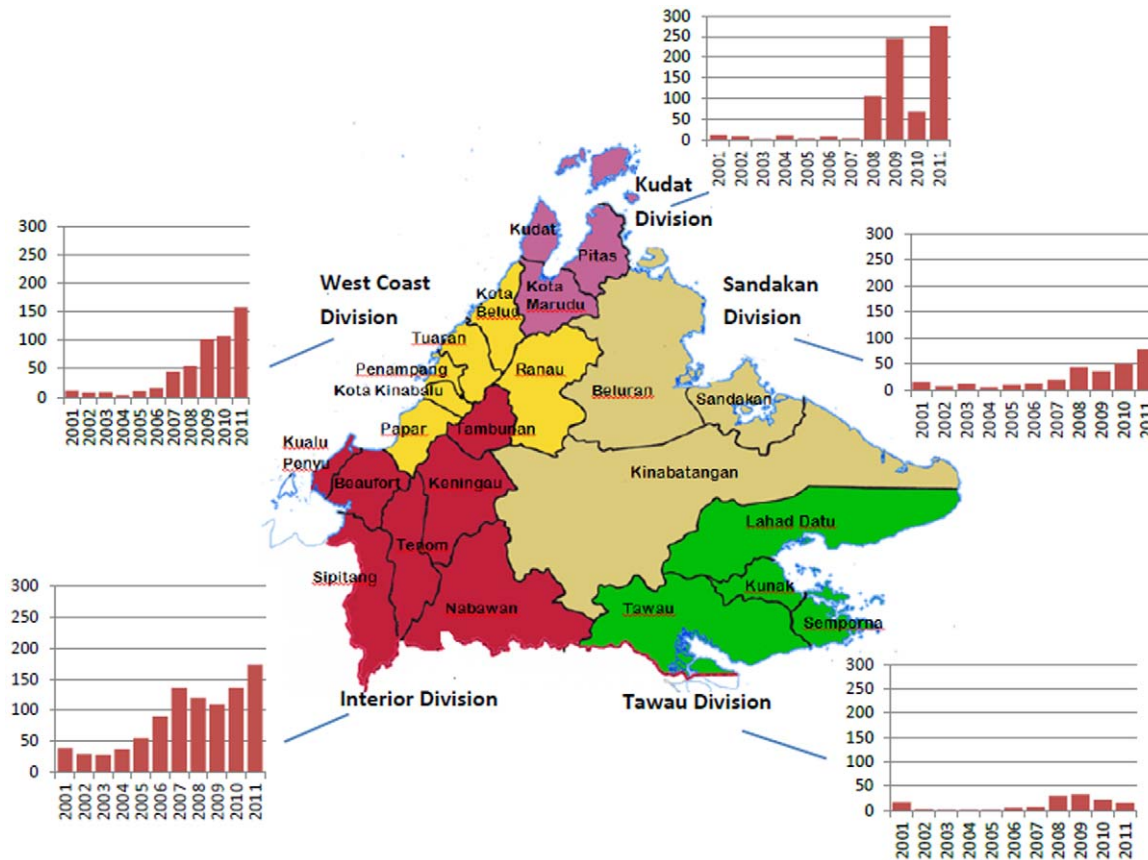 300
250
200
150
100
50
0
2001 2002 2003 2004 2005 2006 2007 2008 2009 2010 2011
Kudat
Division
300
250
200
150
100
50
0
2001 2002 2003 2004 2005 2006 2007 2008 2009 2010 2011
West Coast
Division
Sandakan
Division
300
250
200
150
100
50
0
2001 2002 2003 2004 2005 2006 2007 2008 2009 2010 2011
Kudat
Pitas
Kota
Marudu
Kota
Belud
Tuaran
Penampang
Kota Kinabalu
Ranau
Beluran
Sandakan
Papar
Tambunan
Kualu
Penyu
Beaufort
Keningau
Kinabatangan
Lahad Datu
Tenom
Sipitang
Nabawan
Tawau
Kunak
Semporna
300
250
200
150
100
50
0
2001 2002 2003 2004 2005 2006 2007 2008 2009 2010 2011
Interior Division
Tawau Division
300
250
200
150
100
50
0
2001 2002 2003 2004 2005 2006 2007 2008 2009 2010 2011